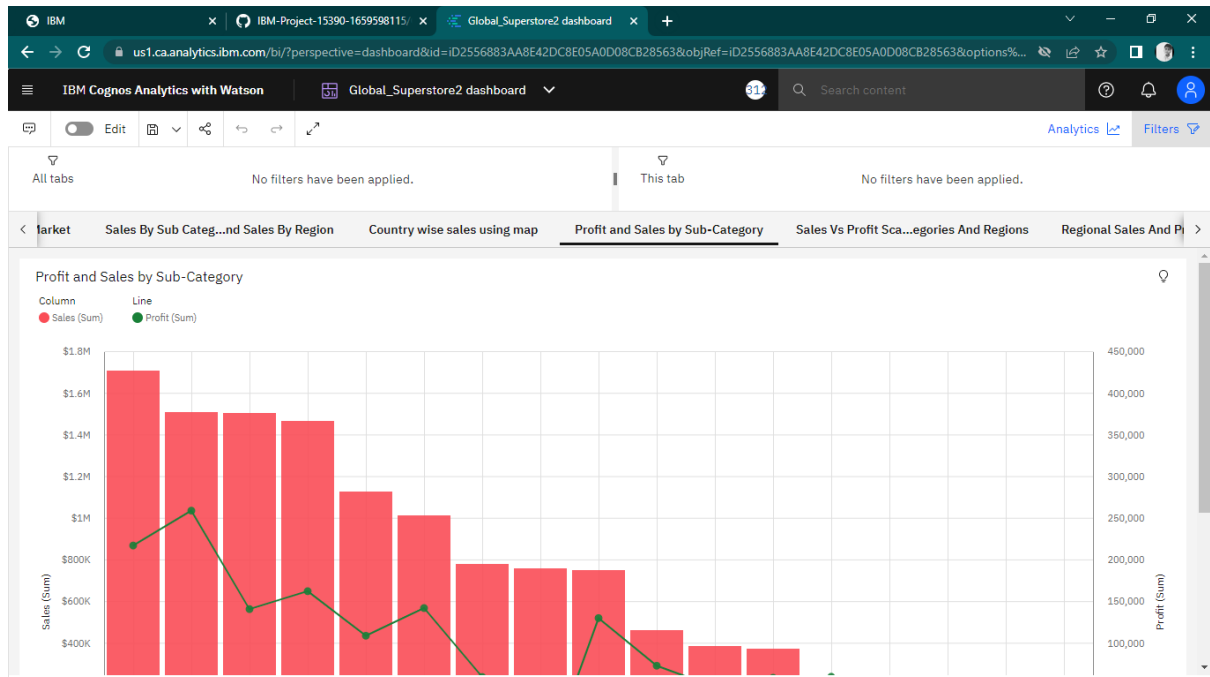 IBM
IBM-Project-15390-1659598115/
Global_Superstore2 dashboard
us1.ca.analytics.ibm.com/bi/?perspective=dashboard&id=iD2556883AA8E42DC8E05A0D08CB28563&objRef=iD2556883AA8E42DC8E05A0D08CB28563&options%...
IBM Cognos Analytics with Watson
Global_Superstore2 dashboard
Search content
Edit
Analytics
Filters
All tabs
No filters have been applied.
This tab
No filters have been applied.
Market
Sales By Sub Categ...nd Sales By Region
Country wise sales using map
Profit and Sales by Sub-Category
Sales Vs Profit Sca...egories And Regions
Regional Sales And
Profit and Sales by Sub-Category
Column
Line
Sales (Sum)
Profit (Sum)
$1.8M
$1.6M
$1.4M
$1.2M
$1M
$800K
$600K
$400K
Sales (Sum)
450,000
400,000
350,000
300,000
250,000
200,000
150,000
100,000
Profit (Sum)